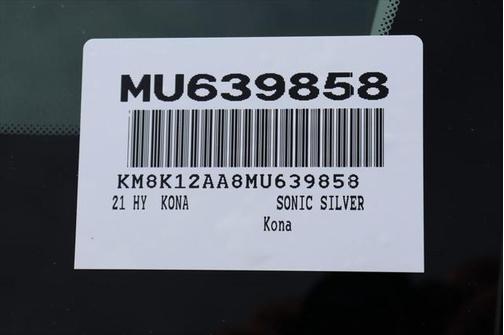 MU639858
KM8K12AA8MU639858
21 HY KONA SONIC SILVER
Kona